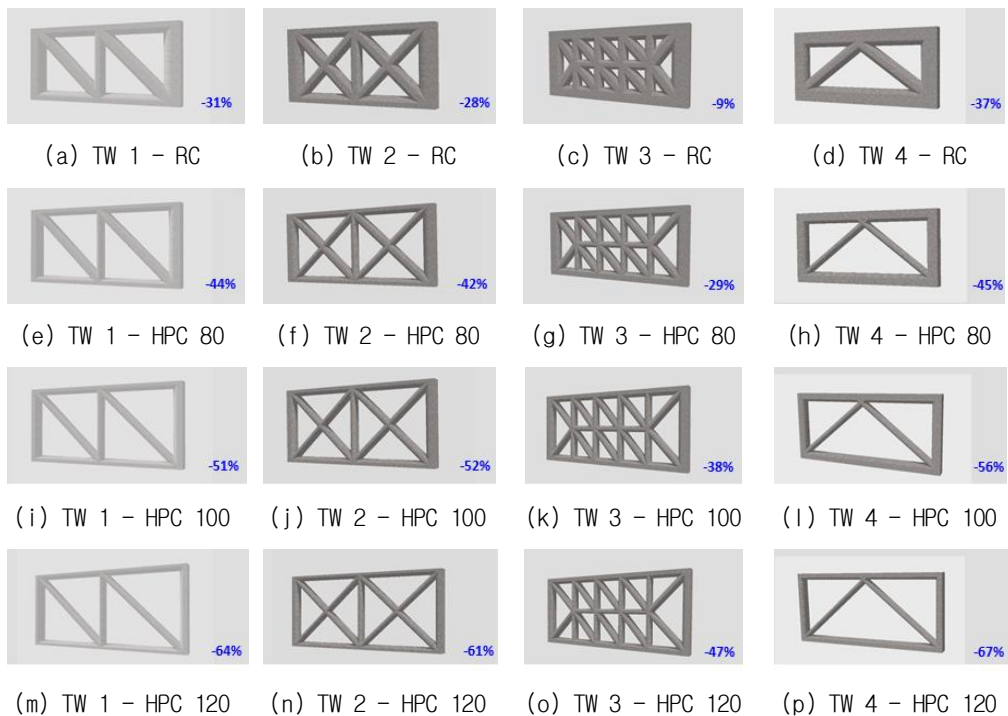 -31% -28% -9% -37%
(a) TW 1 - RC (b) TW 2 - RC (c) TW 3 - RC (d) TW 4 - RC
-44% -42% -29% -45%
(e) TW 1 - HPC 80 (f) TW 2 - HPC 80 (g) TW 3 - HPC 80 (h) TW 4 - HPC 80
-51% -52% -38% -56%
(i) TW 1 - HPC 100 (j) TW 2 - HPC 100 (k) TW 3 - HPC 100 (l) TW 4 - HPC 100
-64% -61% -47% -67%
(m) TW 1 - HPC 120 (n) TW 2 - HPC 120 (o) TW 3 - HPC 120 (p) TW 4 - HPC 120